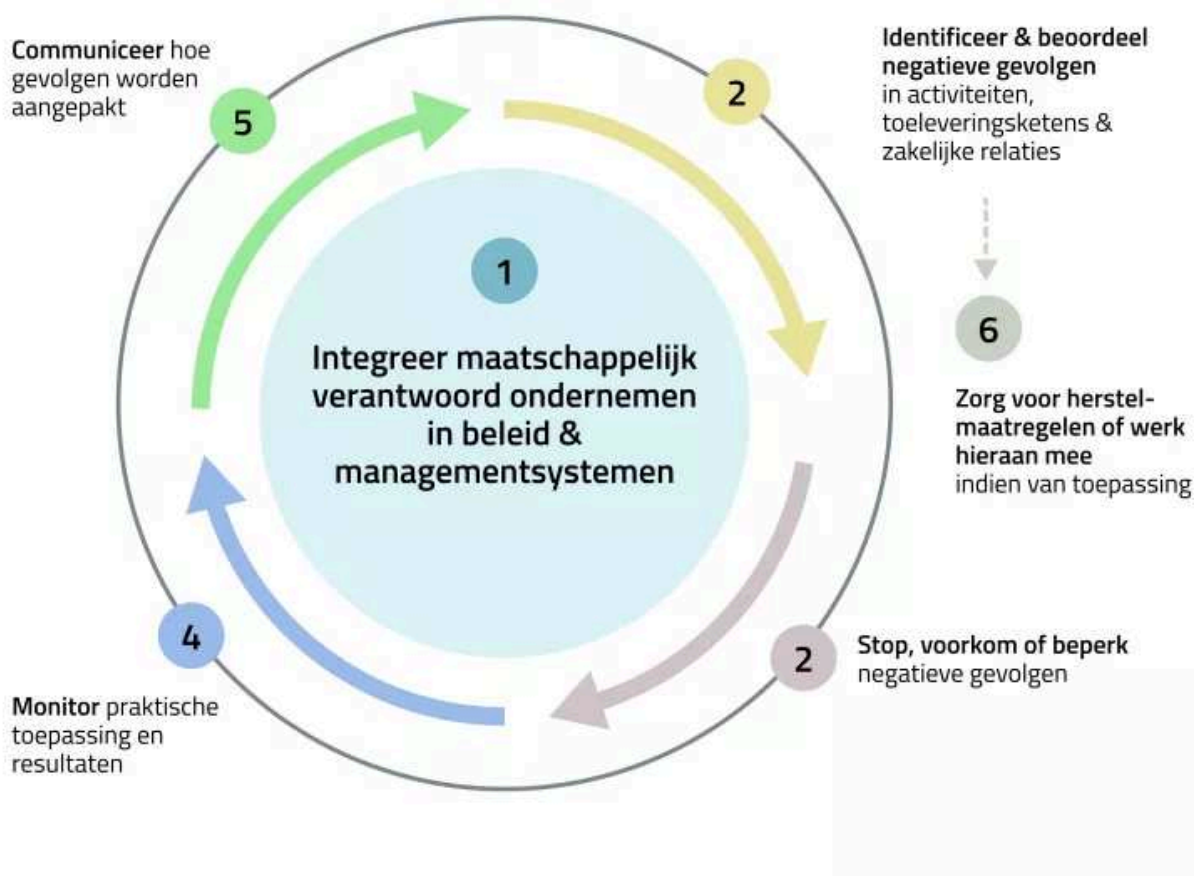 1
Integreer maatschappelijk
verantwoord ondernemen
in beleid &
managementsystemen
2
Identificeer & beoordeel
negatieve gevolgen
in activiteiten,
toeleveringsketens &
zakelijke relaties
6
Zorg voor herstel-
maatregelen of werk
hieraan mee
indien van toepassing
2
Stop, voorkom of beperk
negatieve gevolgen
4
Monitor praktische
toepassing en
resultaten
5
Communiceer hoe
gevolgen worden
aangepakt